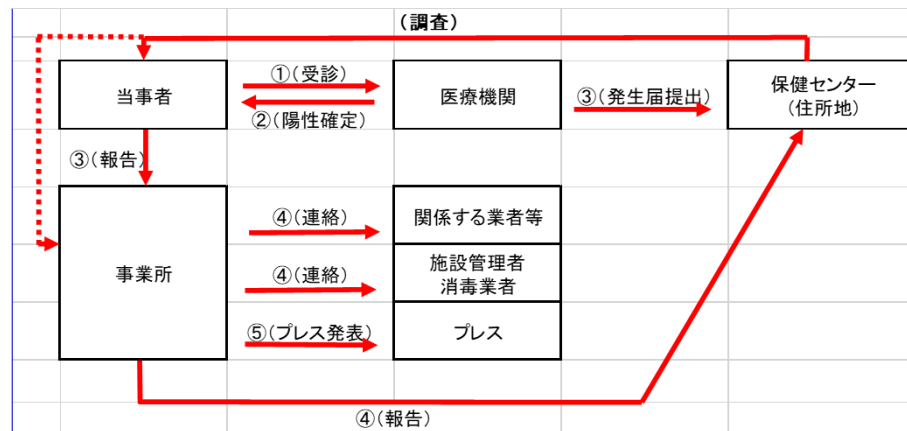 (調査)
当事者
①(受診)
②(陽性確定)
医療機関
③(発生届提出)
保健センター
(住所地)
③(報告)
事業所
④(連絡)
関係する業者等
④(連絡)
施設管理者
消毒業者
⑤(プレス発表)
プレス
④(報告)